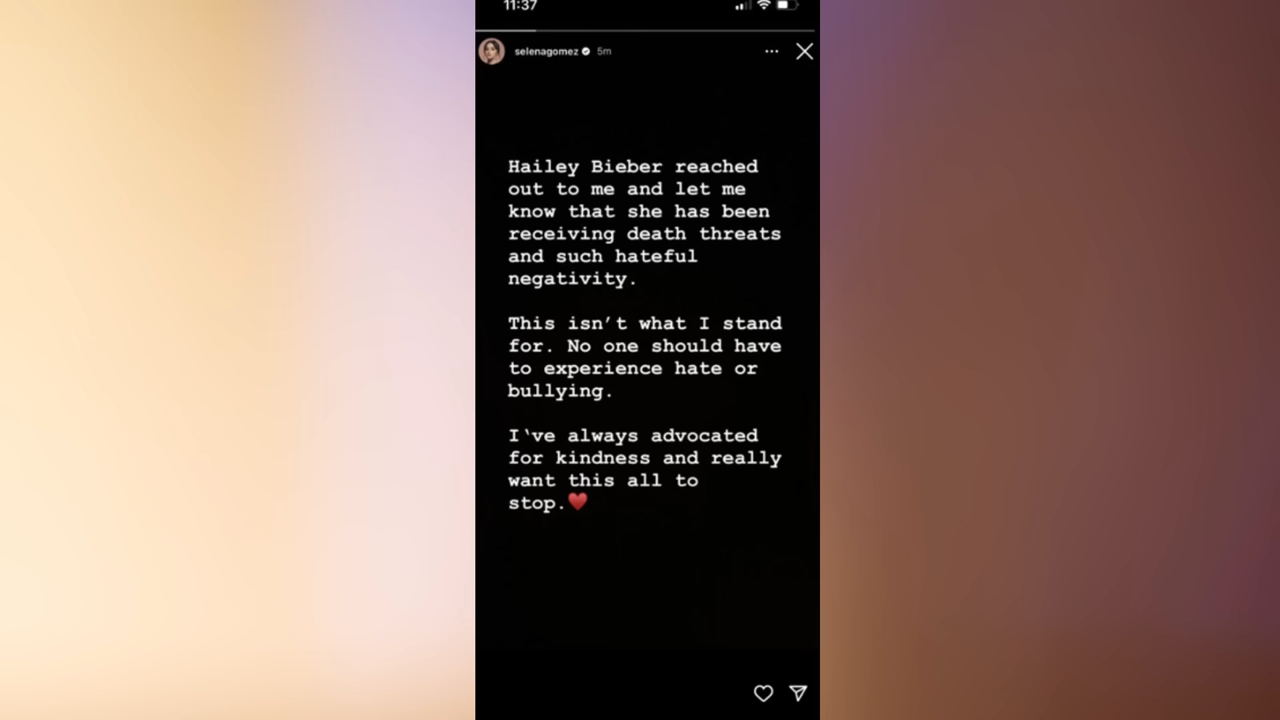 11:37
selenagomez 5m
Hailey Bieber reached
out to me and let me
know that she has been
receiving death threats
and such hateful
negativity.
This isn’t what I stand
for. No one should have
to experience hate or
bullying.
I‘ve always advocated
for kindness and really
want this all to
stop.❤️